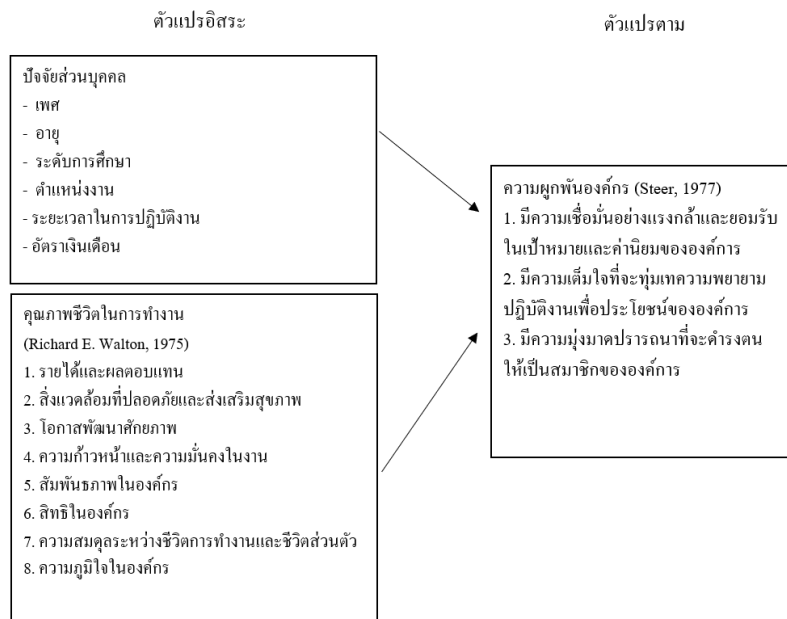 ตัวแปรอิสระ
ตัวแปรตาม
ปัจจัยส่วนบุคคล
- เพศ
- อายุ
- ระดับการศึกษา
- ตำแหน่งงาน
- ระยะเวลาในการปฏิบัติงาน
- อัตราเงินเดือน
คุณภาพชีวิตในการทำงาน
(Richard E. Walton, 1975)
1. รายได้และผลตอบแทน
2. สิ่งแวดล้อมที่ปลอดภัยและส่งเสริมสุขภาพ
3. โอกาสพัฒนาศักยภาพ
4. ความก้าวหน้าและความมั่นคงในงาน
5. สัมพันธภาพในองค์กร
6. สิทธิในองค์กร
7. ความสมดุลระหว่างชีวิตการทำงานและชีวิตส่วนตัว
8. ความภูมิใจในองค์กร
ความผูกพันองค์กร (Steer, 1977)
1. มีความเชื่อมั่นอย่างแรงกล้าและยอมรับ
ในเป้าหมายและค่านิยมขององค์การ
2. มีความเต็มใจที่จะทุ่มเทความพยายาม
ปฏิบัติงานเพื่อประโยชน์ขององค์การ
3. มีความมุ่งมาดปรารถนาที่จะดำรงตน
ให้เป็นสมาชิกขององค์การ